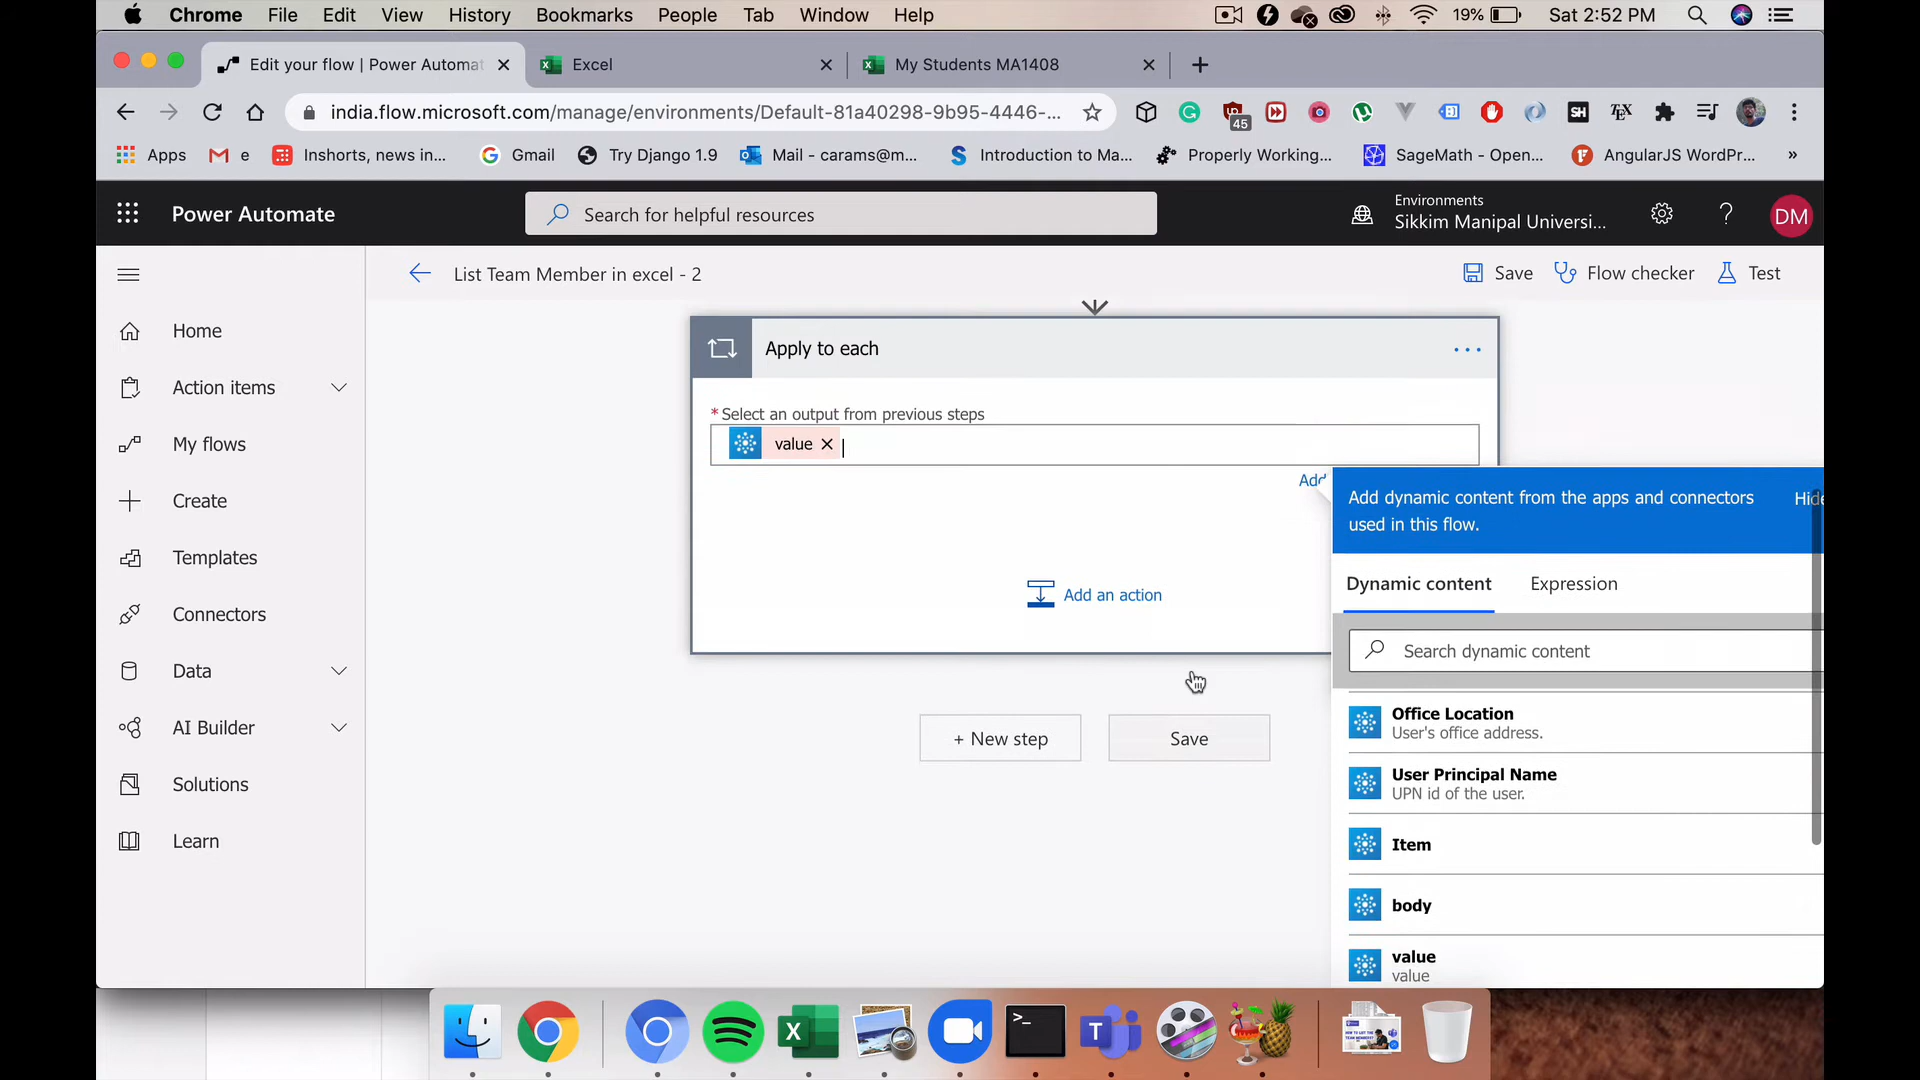 Chrome File Edit View History Bookmarks People Tab Window Help 19% Sat 2:52 PM
Edit your flow | Power Automat Excel My Students MA1408
india.flow.microsoft.com/manage/environments/Default-81a40298-9b95-4446-... 45 SH TEX
Apps e Inshorts, news in... Gmail Try Django 1.9 Mail - carams@m... Introduction to Ma... Properly Working... SageMath - Open... AngularJS WordPr... »
Power Automate
Search for helpful resources
Environments
Sikkim Manipal Universi...
? DM
List Team Member in excel - 2
Save Flow checker Test
Home
Action items
My flows
Create
Templates
Connectors
Data
AI Builder
Solutions
Learn
Apply to each
* Select an output from previous steps
value
Add
Add an action
+ New step Save
Add dynamic content from the apps and connectors used in this flow.
Hide
Dynamic content Expression
Search dynamic content
Office Location
User's office address.
User Principal Name
UPN id of the user.
Item
body
value
value